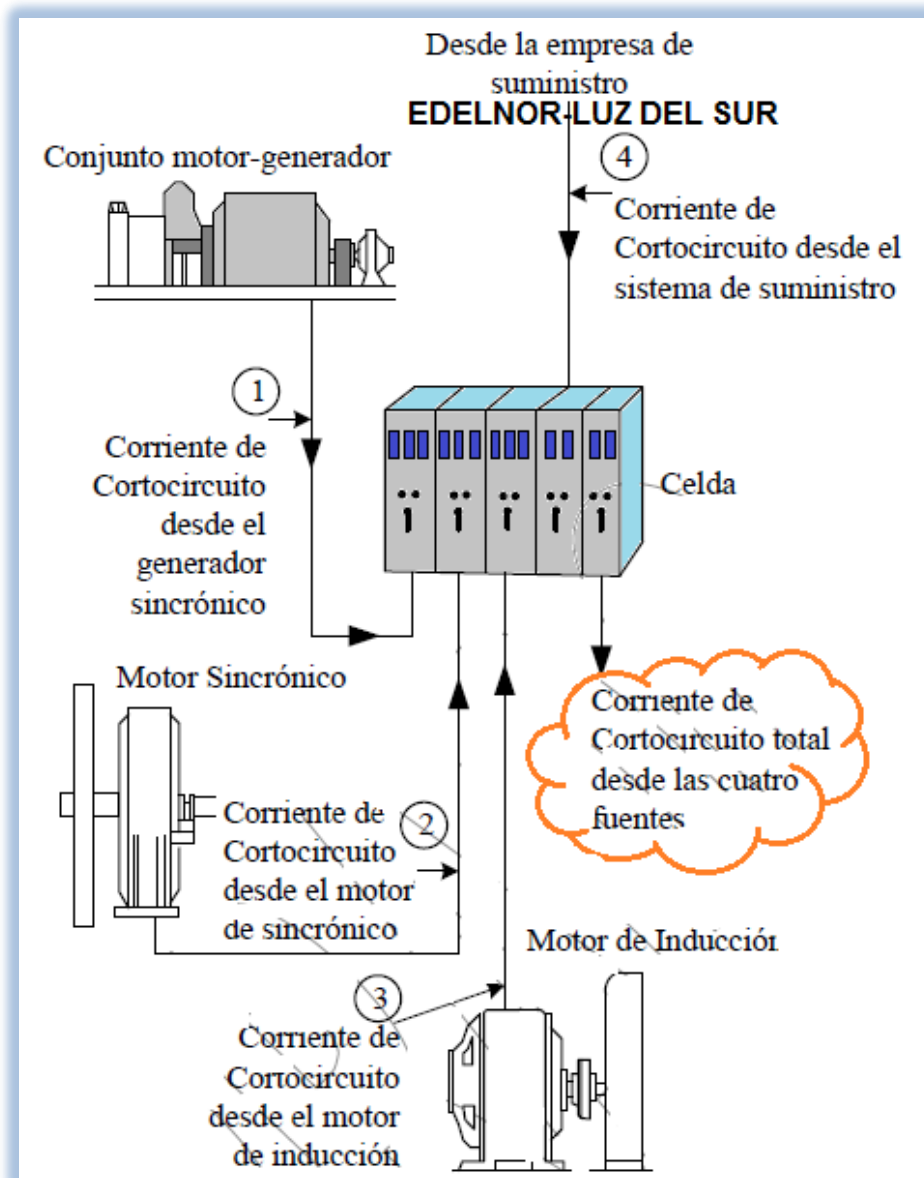 Desde la empresa de
suministro
EDELNOR-LUZ DEL SUR
Conjunto motor-generador
4
Corriente de
Cortocircuito desde el
sistema de suministro
1
Corriente de
Cortocircuito
desde el
generador
sincrónico
Celda
Motor Sincrónico
Corriente de
Cortocircuito total
desde las cuatro
fuentes
2
Corriente de
Cortocircuito
desde el motor
de sincrónico
Motor de Inducción
3
Corriente de
Cortocircuito
desde el motor
de inducción